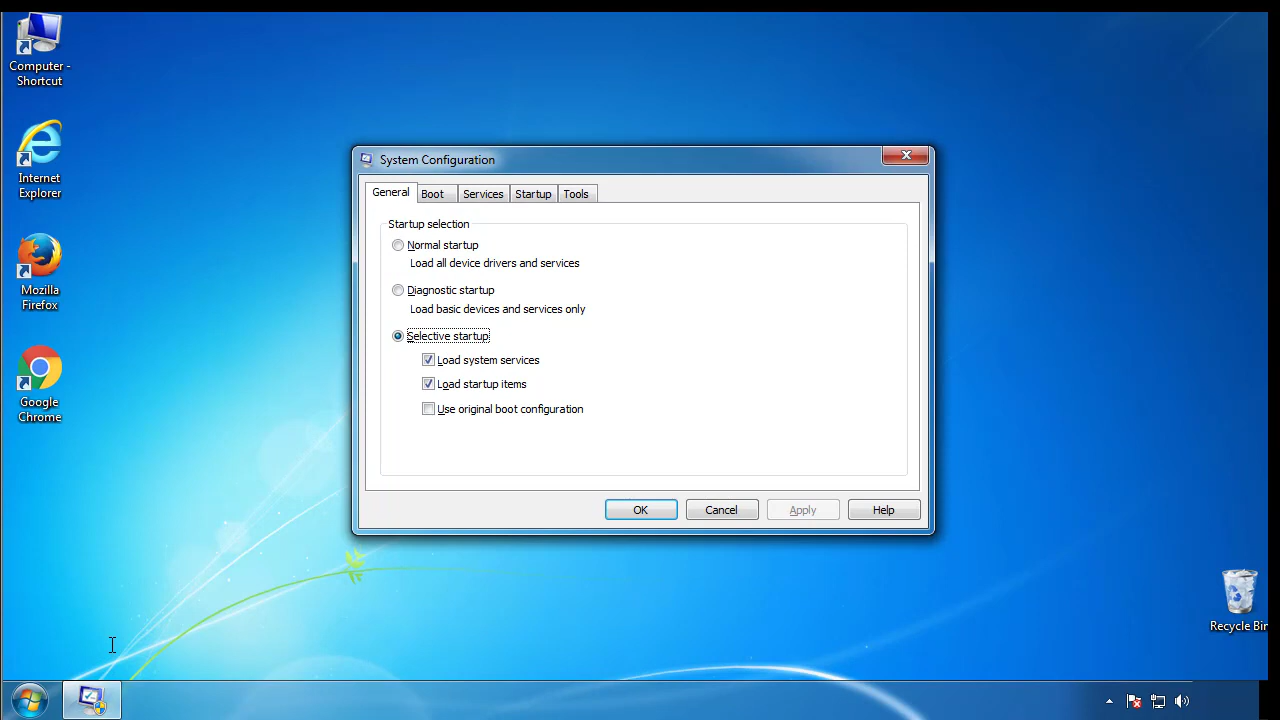 Computer -
Shortcut
Internet
Explorer
Mozilla
Firefox
Google
Chrome
System Configuration
General
Boot
Services
Startup
Tools
Startup selection
Normal startup
Load all device drivers and services
Diagnostic startup
Load basic devices and services only
Selective startup
Load system services
Load startup items
Use original boot configuration
OK
Cancel
Apply
Help
Recycle Bin